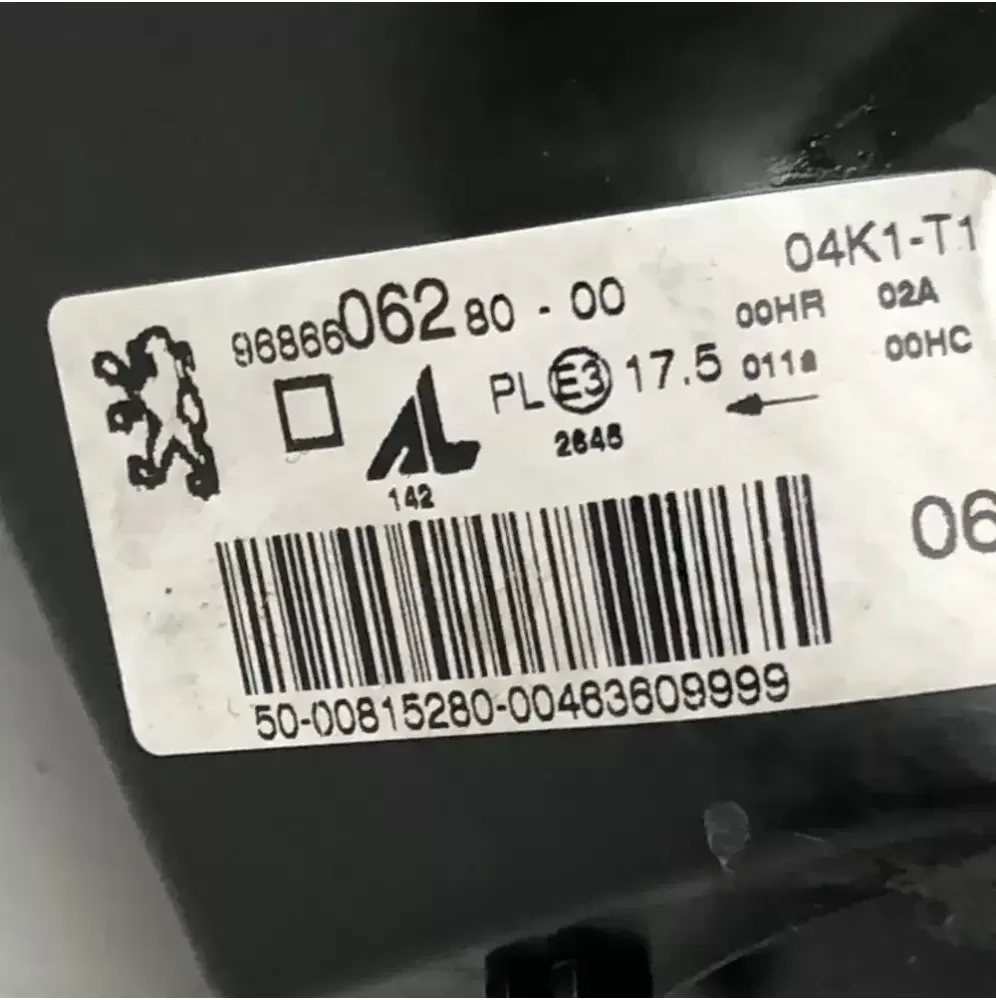 04K1-T1
9686606280 - 00
00HR 02A
PL E3 17.5 011a 00HC
2646
142
06
50-00815280-00463609999